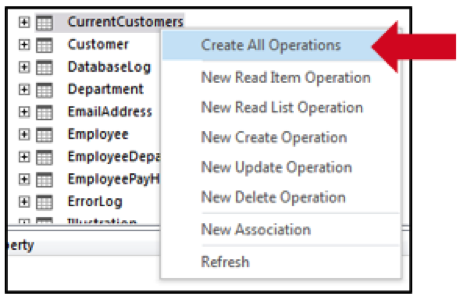 CurrentCustomers
Customer
DatabaseLog
Department
EmailAddress
Employee
EmployeeDepa
EmployeePayH
ErrorLog
Illustration
erty
Create All Operations
New Read Item Operation
New Read List Operation
New Create Operation
New Update Operation
New Delete Operation
New Association
Refresh